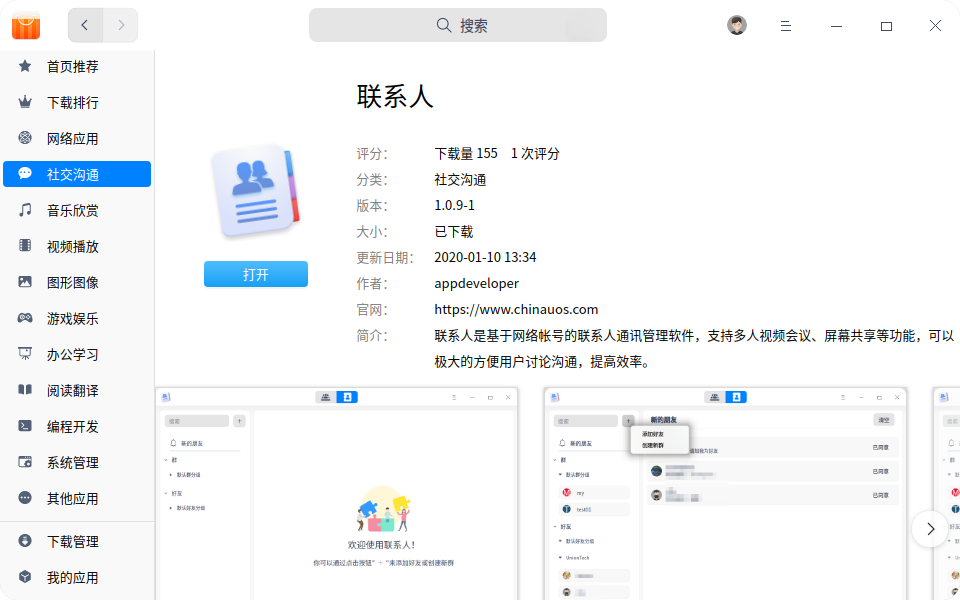 搜索
首页推荐
下载排行
网络应用
社交沟通
音乐欣赏
视频播放
图形图像
游戏娱乐
办公学习
阅读翻译
编程开发
系统管理
其他应用
下载管理
我的应用
联系人
打开
评分： 下载量 155 1 次评分
分类： 社交沟通
版本： 1.0.9-1
大小： 已下载
更新日期： 2020-01-10 13:34
作者： appdeveloper
官网： https://www.chinauos.com
简介： 联系人是基于网络帐号的联系人通讯管理软件，支持多人视频会议、屏幕共享等功能，可以
极大的方便用户讨论沟通，提高效率。
搜索
新的朋友
群
默认群分组
好友
默认好友分组
欢迎使用联系人！
你可以通过点击按钮" + "来添加好友或创建新群
搜索
新的朋友
群
默认群分组
my
test01
好友
默认好友分组
UnionTech
新的朋友
清空
添加好友
创建新群
已同意
已同意
已同意